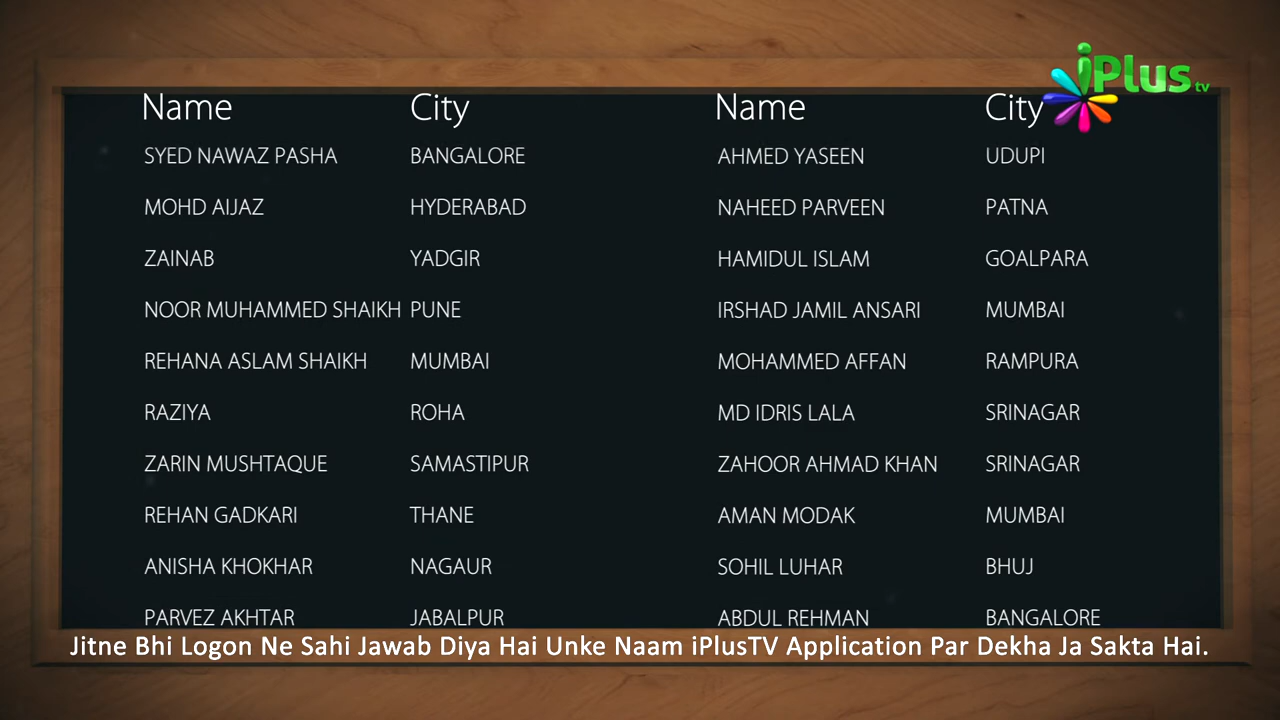 iPlus tv
Name City Name City
SYED NAWAZ PASHA BANGALORE AHMED YASEEN UDUPI
MOHD AIJAZ HYDERABAD NAHEED PARVEEN PATNA
ZAINAB YADGIR HAMIDUL ISLAM GOALPARA
NOOR MUHAMMED SHAIKH PUNE IRSHAD JAMIL ANSARI MUMBAI
REHANA ASLAM SHAIKH MUMBAI MOHAMMED AFFAN RAMPURA
RAZIYA ROHA MD IDRIS LALA SRINAGAR
ZARIN MUSHTAQUE SAMASTIPUR ZAHOOR AHMAD KHAN SRINAGAR
REHAN GADKARI THANE AMAN MODAK MUMBAI
ANISHA KHOKHAR NAGAUR SOHIL LUHAR BHUJ
PARVEZ AKHTAR JABALPUR ABDUL REHMAN BANGALORE
Jitne Bhi Logon Ne Sahi Jawab Diya Hai Unke Naam iPlusTV Application Par Dekha Ja Sakta Hai.